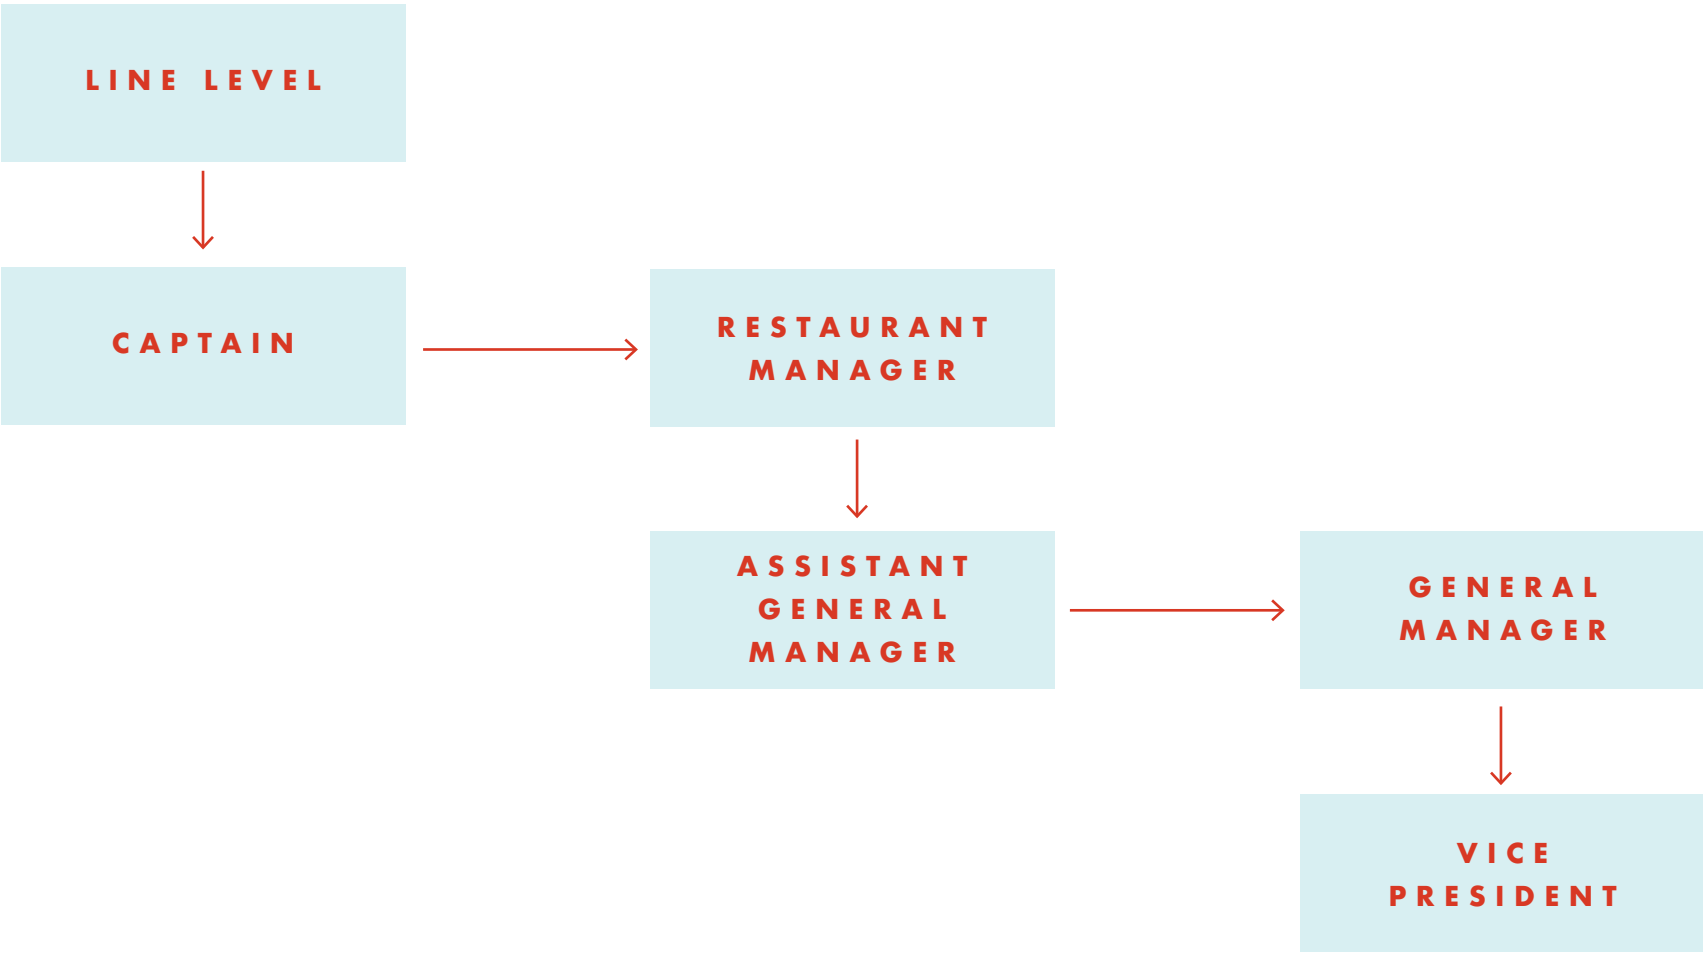 LINE LEVEL
CAPTAIN
RESTAURANT
MANAGER
ASSISTANT
GENERAL
MANAGER
GENERAL
MANAGER
VICE
PRESIDENT